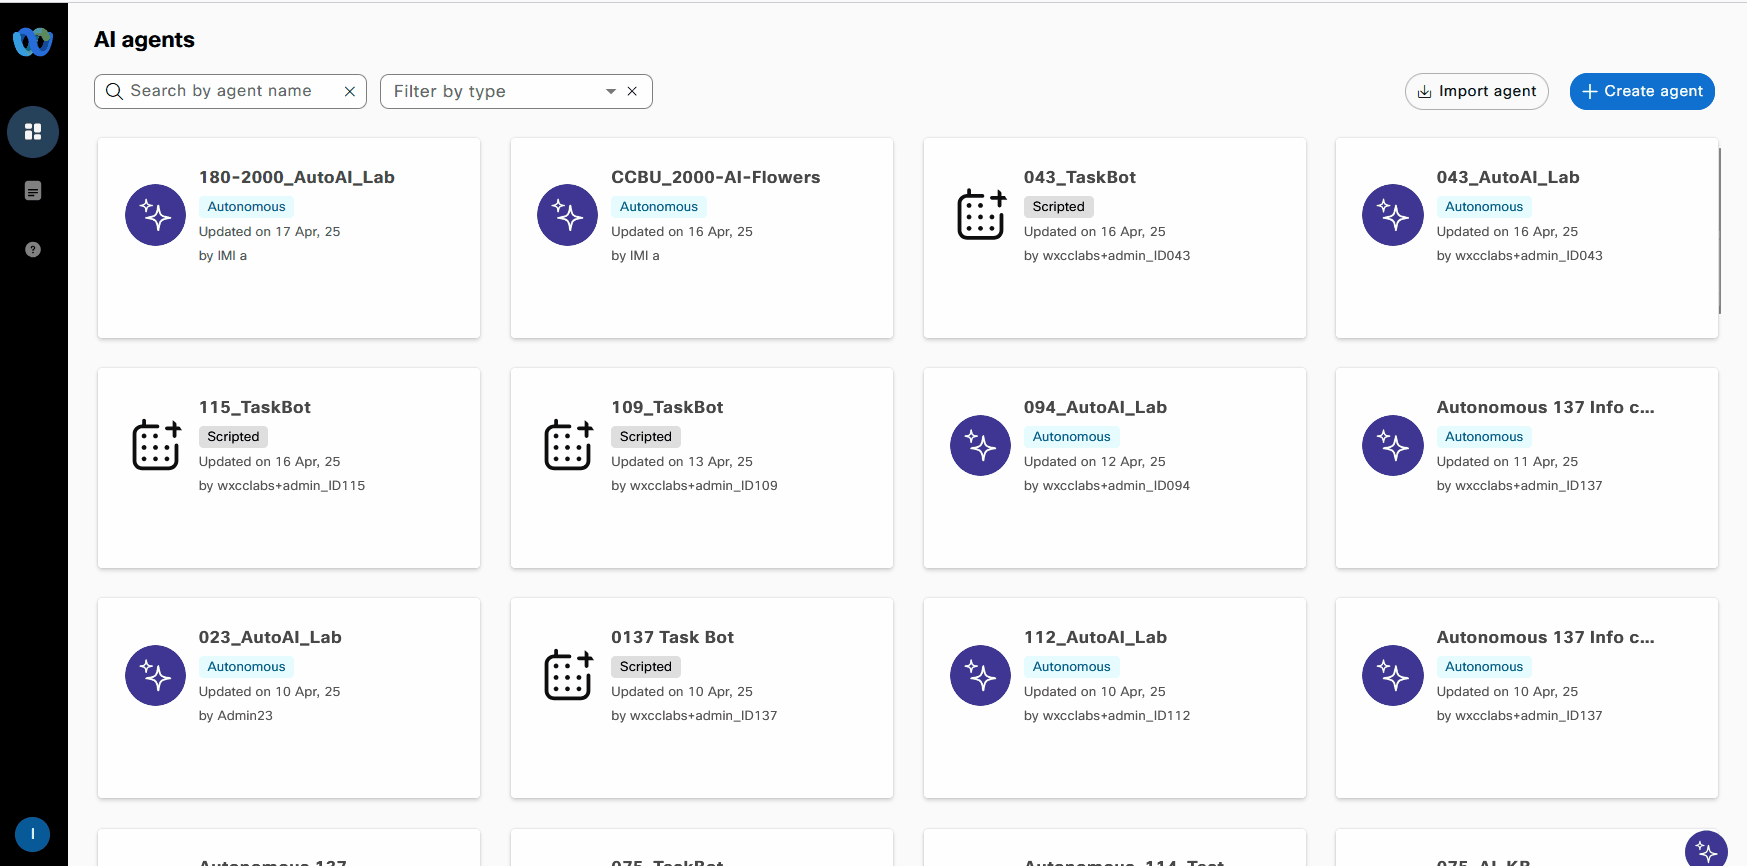 AI agents
Search by agent name
Filter by type
Import agent
Create agent
180-2000_AutoAI_Lab
Autonomous
Updated on 17 Apr, 25
by IMI a
CCBU_2000-AI-Flowers
Autonomous
Updated on 16 Apr, 25
by IMI a
043_TaskBot
Scripted
Updated on 16 Apr, 25
by wxcclabs+admin_ID043
043_AutoAI_Lab
Autonomous
Updated on 16 Apr, 25
by wxcclabs+admin_ID043
115_TaskBot
Scripted
Updated on 16 Apr, 25
by wxcclabs+admin_ID115
109_TaskBot
Scripted
Updated on 13 Apr, 25
by wxcclabs+admin_ID109
094_AutoAI_Lab
Autonomous
Updated on 12 Apr, 25
by wxcclabs+admin_ID094
Autonomous 137 Info c...
Autonomous
Updated on 11 Apr, 25
by wxcclabs+admin_ID137
023_AutoAI_Lab
Autonomous
Updated on 10 Apr, 25
by Admin23
0137 Task Bot
Scripted
Updated on 10 Apr, 25
by wxcclabs+admin_ID137
112_AutoAI_Lab
Autonomous
Updated on 10 Apr, 25
by wxcclabs+admin_ID112
Autonomous 137 Info c...
Autonomous
Updated on 10 Apr, 25
by wxcclabs+admin_ID137
I
Autonomous 137
075_TaskBot
Autonomous_114_Test
075_AI_KB